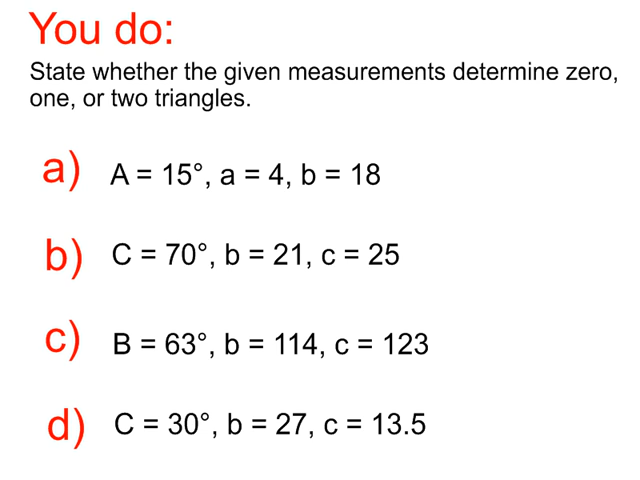 You do:
State whether the given measurements determine zero,
one, or two triangles.
a) A = 15°, a = 4, b = 18
b) C = 70°, b = 21, c = 25
c) B = 63°, b = 114, c = 123
d) C = 30°, b = 27, c = 13.5